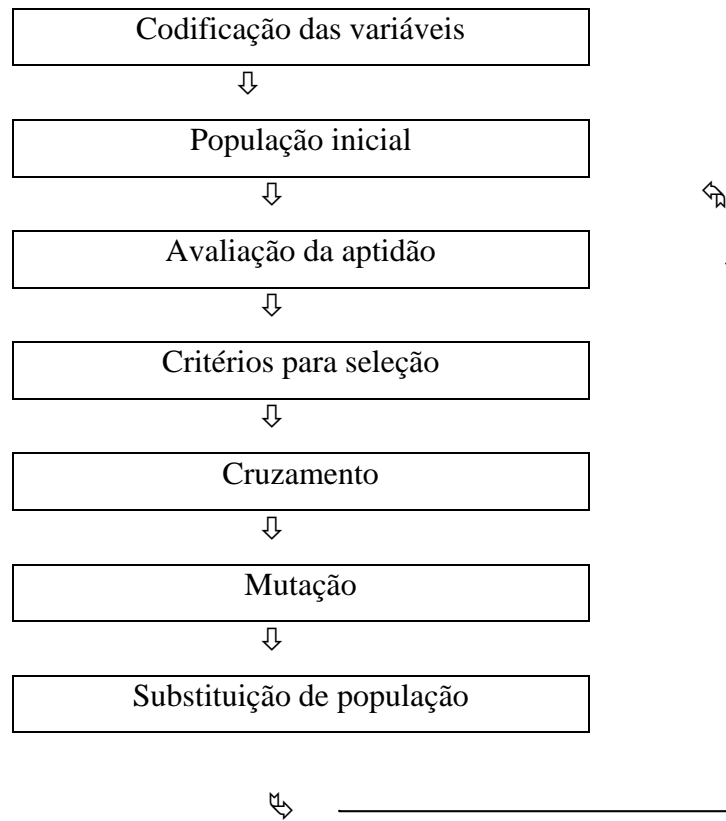 Codificação das variáveis
População inicial
Avaliação da aptidão
Critérios para seleção
Cruzamento
Mutação
Substituição de população